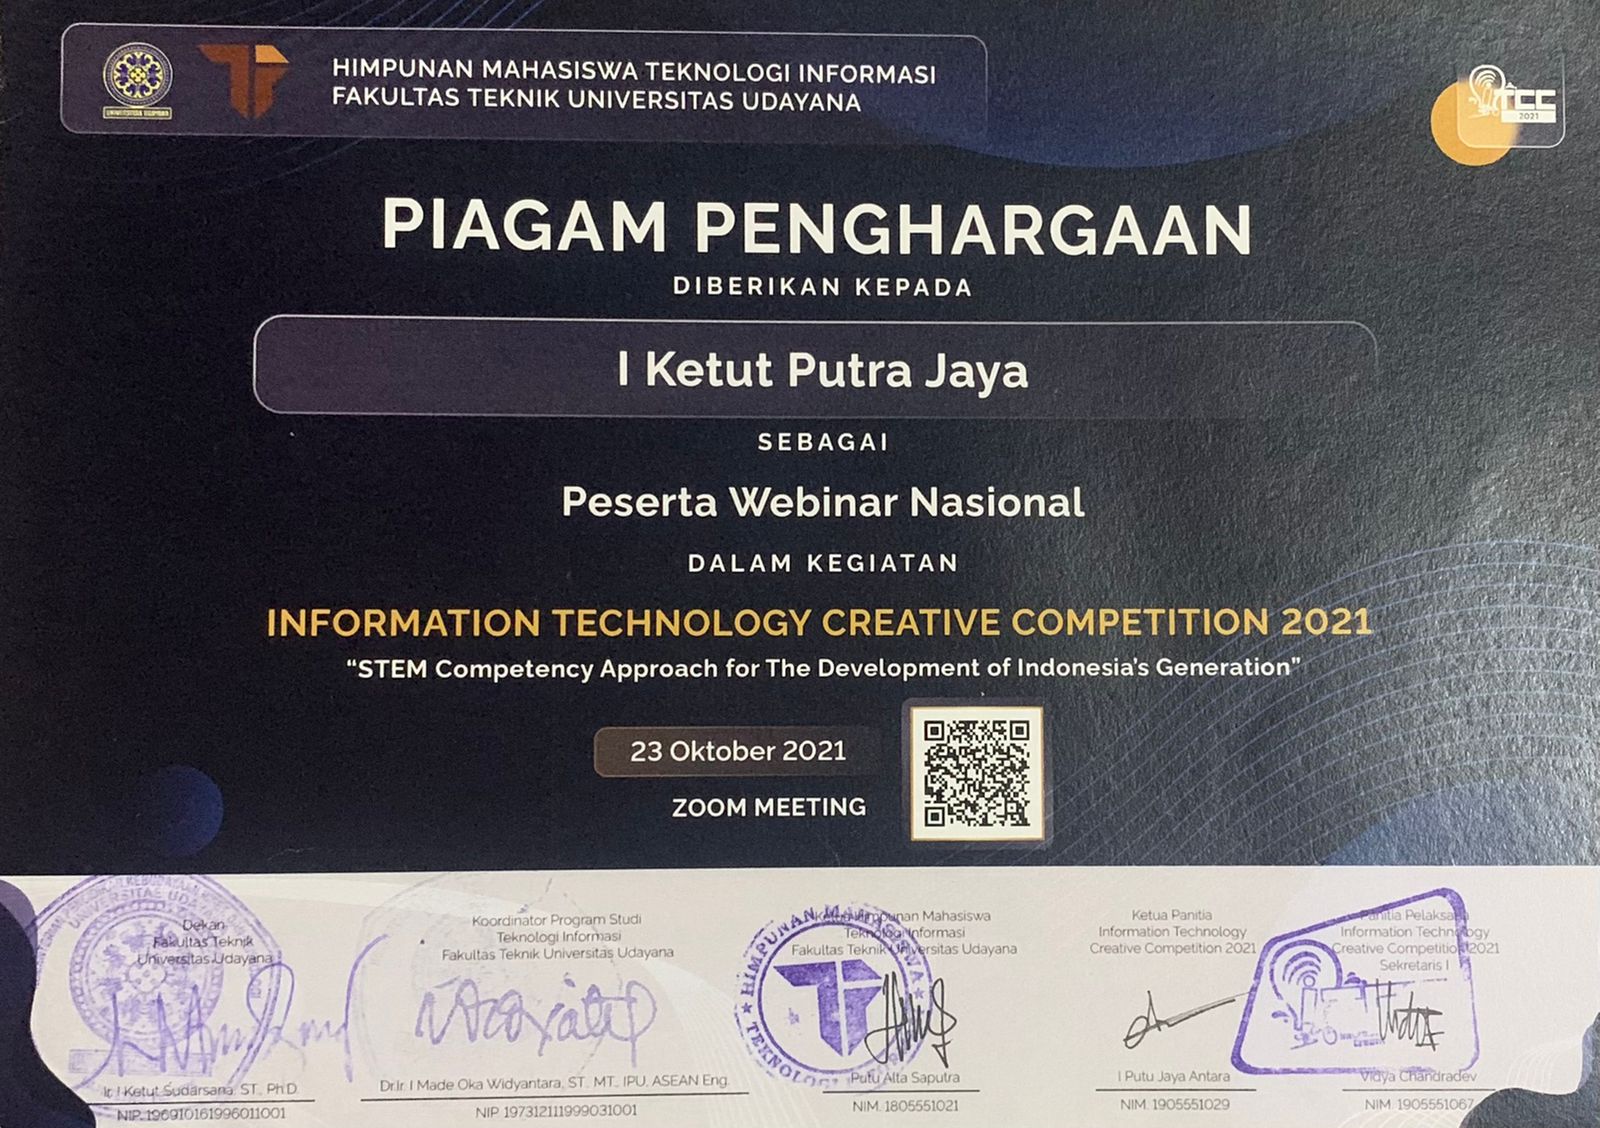 HIMPUNAN MAHASISWA TEKNOLOGI INFORMASI
FAKULTAS TEKNIK UNIVERSITAS UDAYANA
UNIVERSITAS UDAYANA
ITCC
2021
PIAGAM PENGHARGAAN
DIBERIKAN KEPADA
I Ketut Putra Jaya
SEBAGAI
Peserta Webinar Nasional
DALAM KEGIATAN
INFORMATION TECHNOLOGY CREATIVE COMPETITION 2021
“STEM Competency Approach for The Development of Indonesia's Generation”
23 Oktober 2021
ZOOM MEETING
Dekan
Fakultas Teknik
Universitas Udayana
Ir. I Ketut Sudarsana, ST., Ph.D.
NIP. 196910161996011001
Koordinator Program Studi
Teknologi Informasi
Fakultas Teknik Universitas Udayana
Dr.Ir. I Made Oka Widyantara, ST., MT., IPU, ASEAN Eng.
NIP 197312111999031001
Ketua Himpunan Mahasiswa
Teknologi Informasi
Fakultas Teknik Universitas Udayana
HIMPUNAN MAHASISWA
TEKNOLOGI
I Putu Alta Saputra
NIM. 1805551021
Ketua Panitia
Information Technology
Creative Competition 2021
I Putu Jaya Antara
NIM. 1905551029
Panitia Pelaksana
Information Technology
Creative Competition 2021
Sekretaris I
Vidya Chandradev
NIM. 1905551067